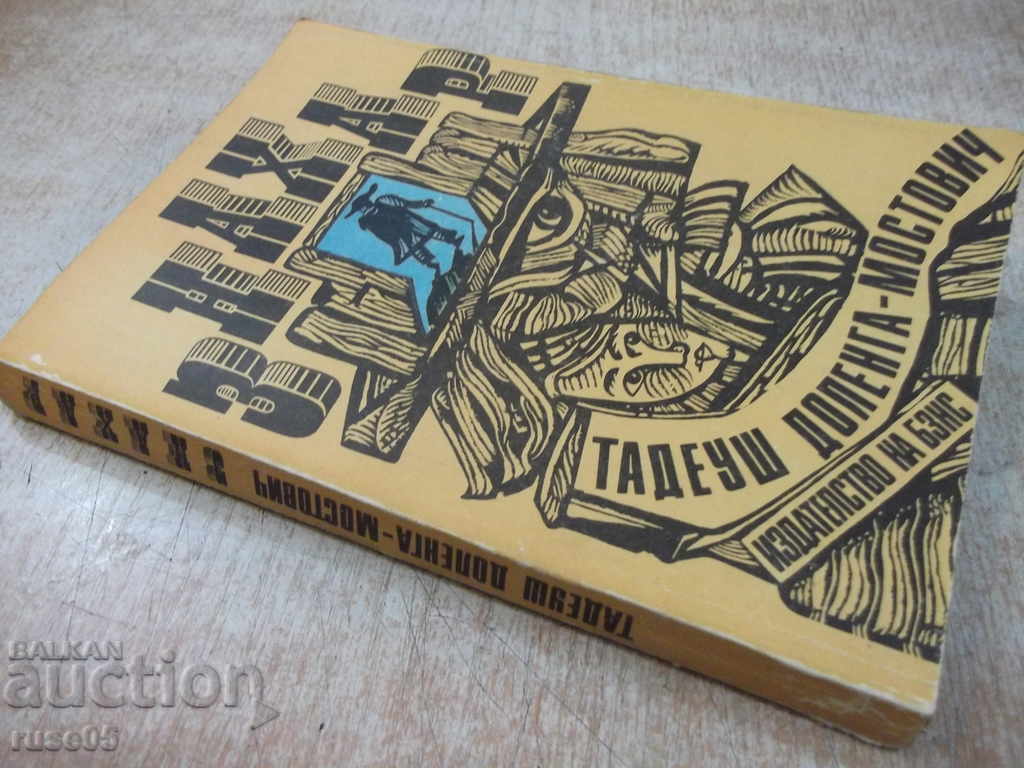 ЗНАХАР
ТАДЕУШ ДОЛЕНГА-МОСТОВИЧ
ИЗДАТЕЛСТВО НА БЗНС
ТАДЕУШ ДОЛЕНГА-МОСТОВИЧ ЗНАХАР
BALKAN
auction
ruse05